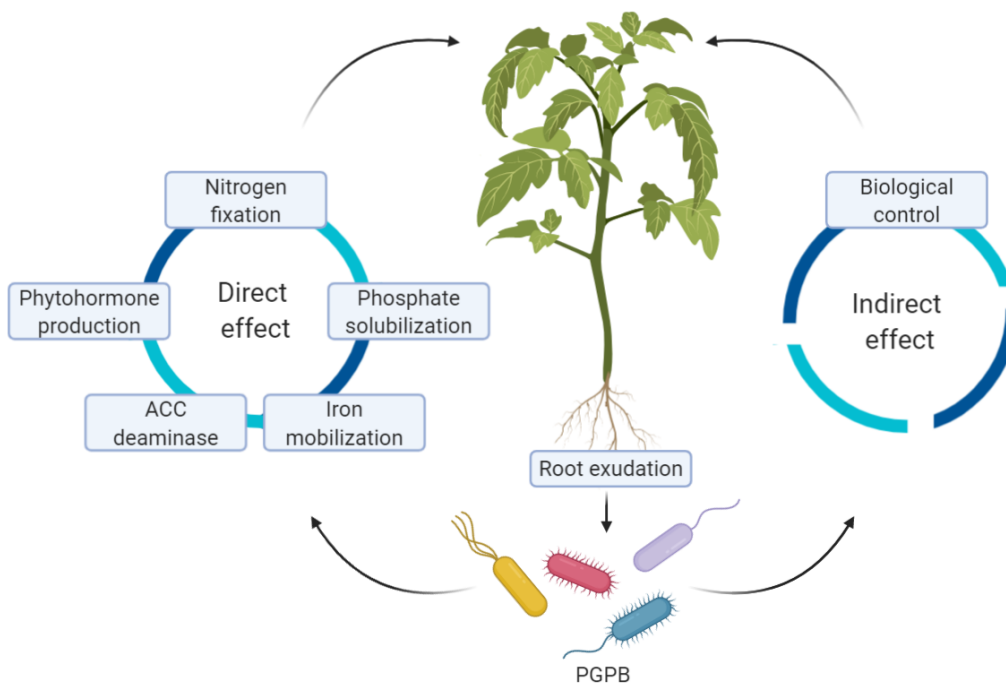 Nitrogen
fixation
Phytohormone
production
Direct
effect
Phosphate
solubilization
ACC
deaminase
Iron
mobilization
Biological
control
Indirect
effect
Root exudation
PGPB